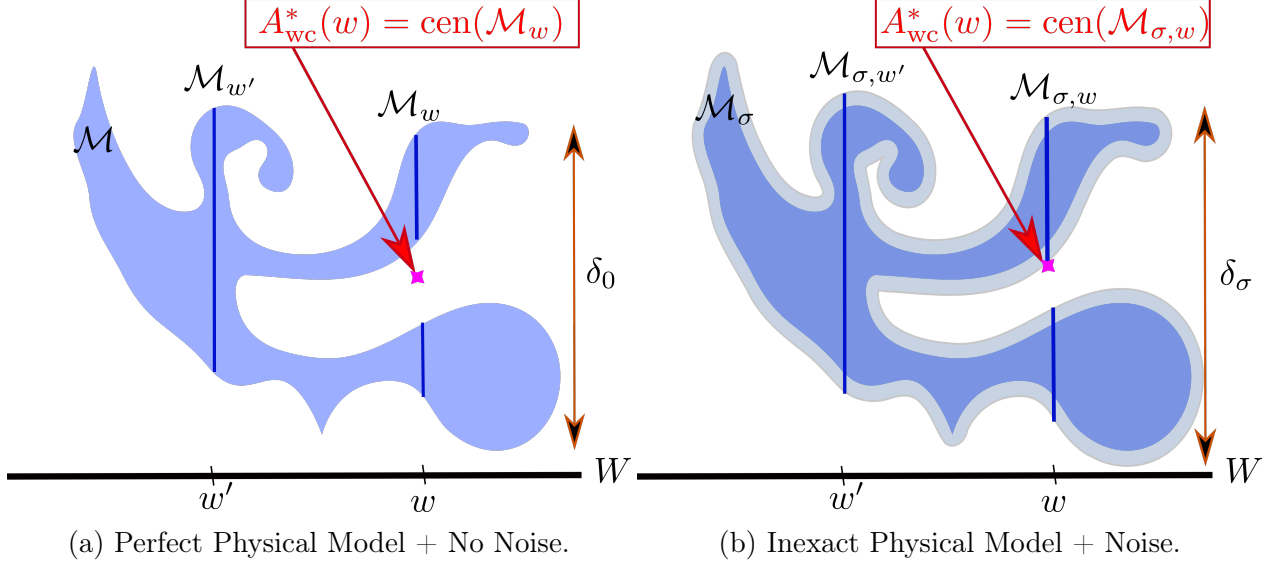 A*wc(w) = cen(ℳw)
ℳw′
ℳw
ℳ
δ0
W
w′
w
(a) Perfect Physical Model + No Noise.
A*wc(w) = cen(ℳσ,w)
ℳσ,w′
ℳσ,w
ℳσ
δσ
W
w′
w
(b) Inexact Physical Model + Noise.